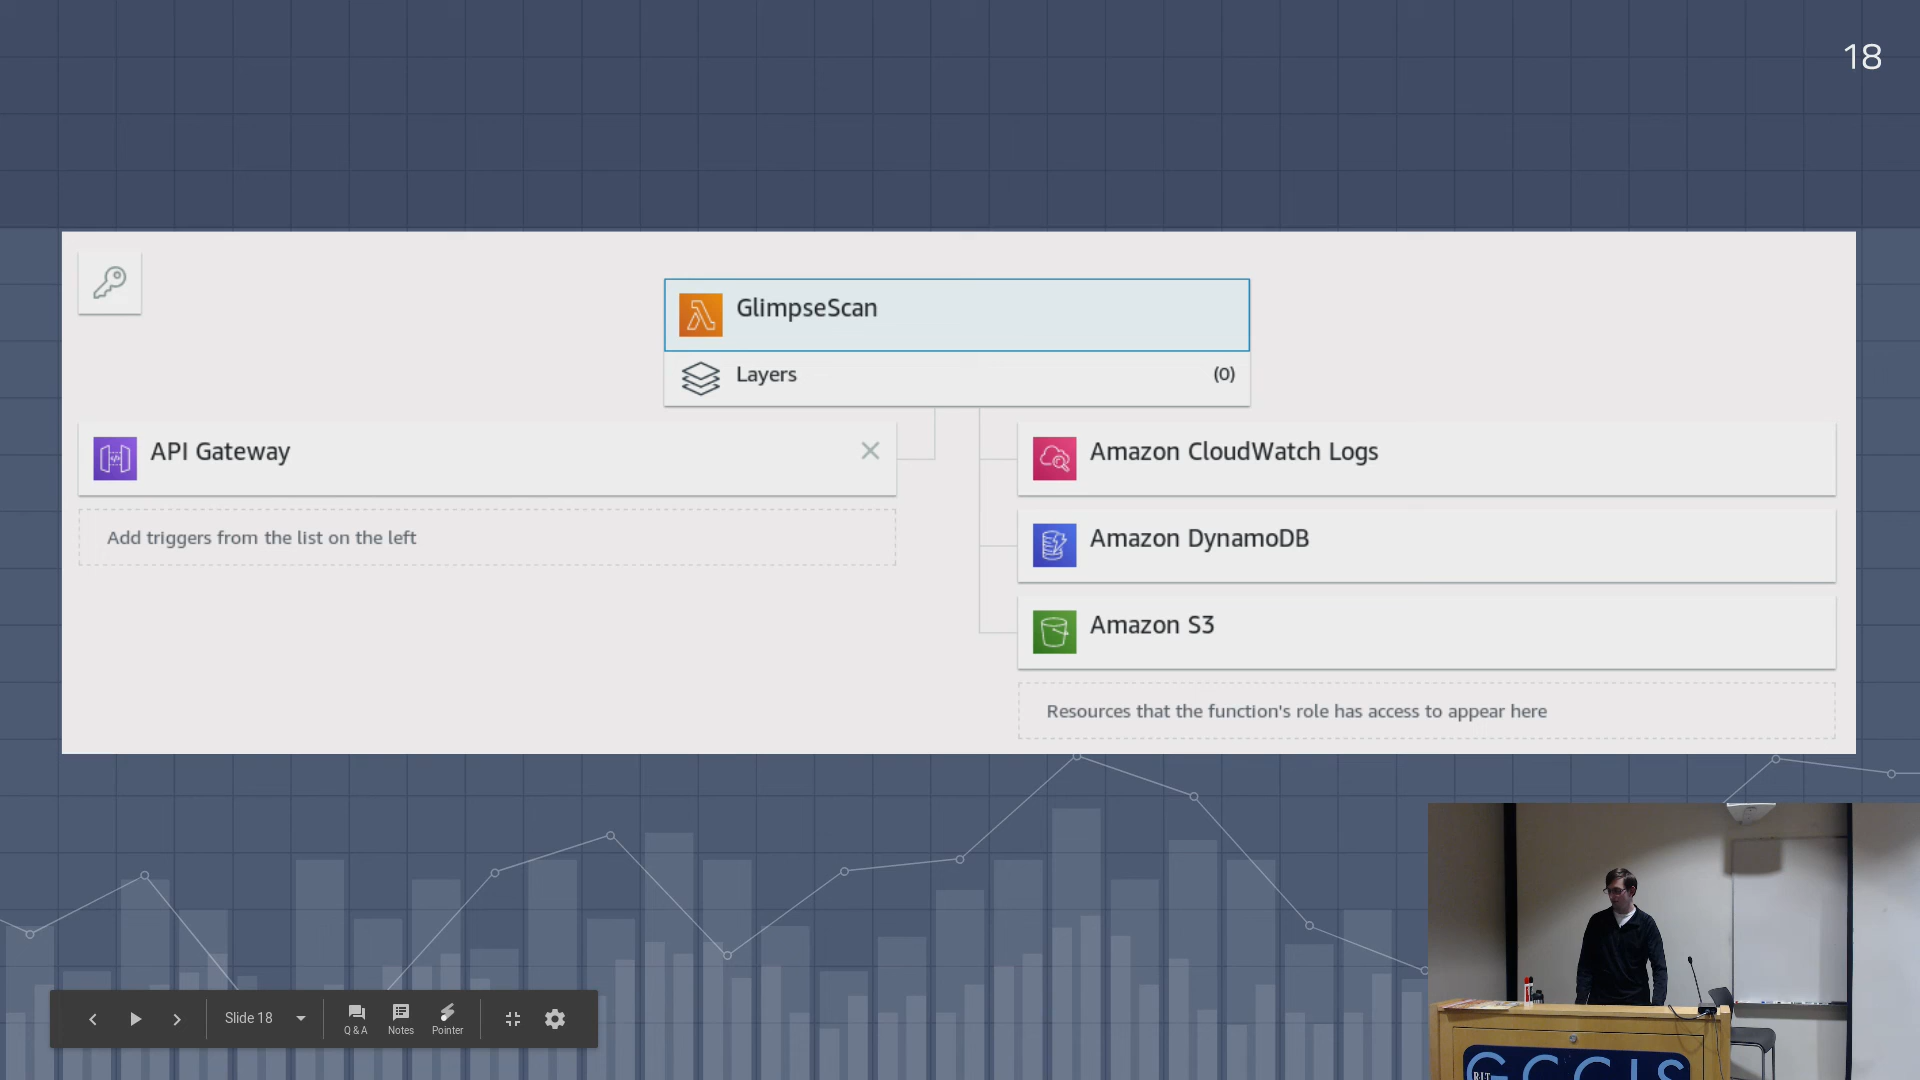 18
GlimpseScan
Layers (0)
API Gateway
Add triggers from the list on the left
Amazon CloudWatch Logs
Amazon DynamoDB
Amazon S3
Resources that the function's role has access to appear here
Slide 18
Q & A
Notes
Pointer
R·I·T
GCCIS